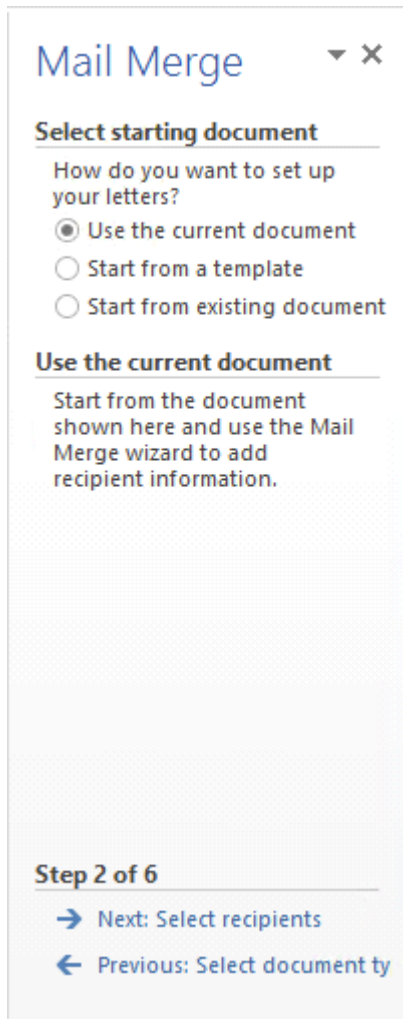 Mail Merge
Select starting document
How do you want to set up
your letters?
Use the current document
Start from a template
Start from existing document
Use the current document
Start from the document
shown here and use the Mail
Merge wizard to add
recipient information.
Step 2 of 6
Next: Select recipients
Previous: Select document ty